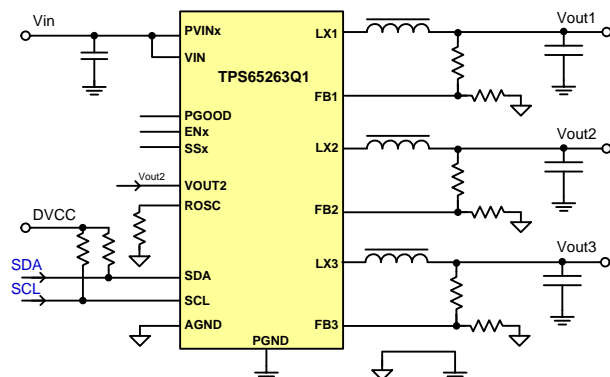 Vin
PVINx
VIN
TPS65263Q1
LX1
Vout1
FB1
PGOOD
ENx
SSx
LX2
Vout2
Vout2
VOUT2
ROSC
FB2
DVCC
SDA
SDA
SCL
SCL
LX3
Vout3
AGND
FB3
PGND